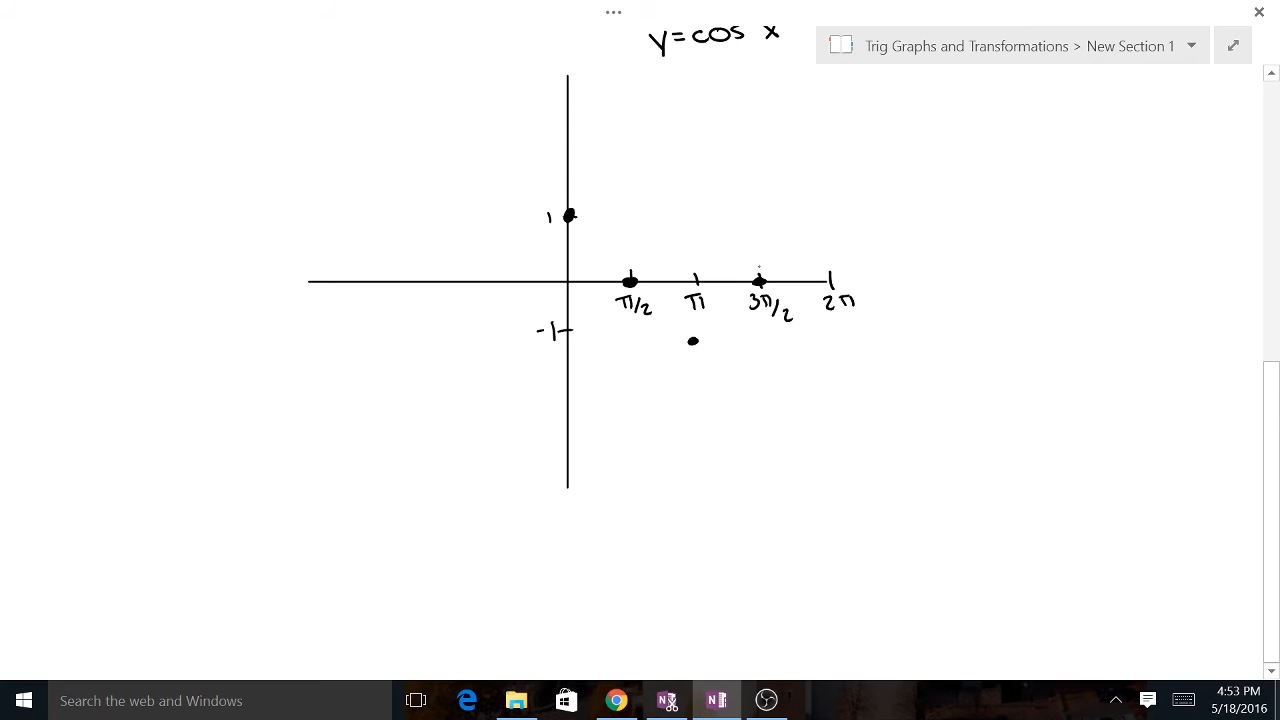 ...
y = cos x
Trig Graphs and Transformations > New Section 1
1
π/2 π 3π/2 2π
-1
Search the web and Windows
4:53 PM
5/18/2016